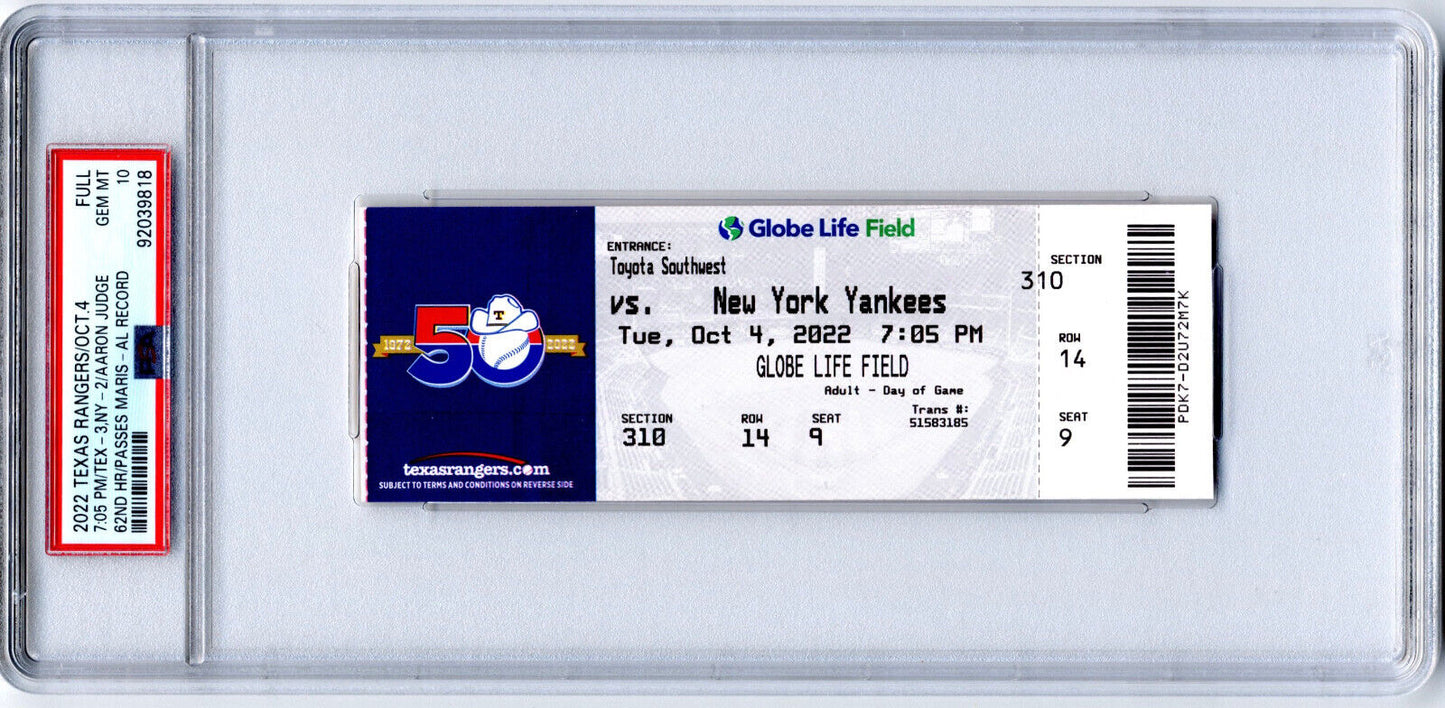 2022 TEXAS RANGERS/OCT.4 FULL
7:05 PM/TEX - 3,NY - 2/AARON JUDGE GEM MT
62ND HR/PASSES MARIS - AL RECORD 10
92039818
PSA
1972 50 2022
T
texasrangers.com
SUBJECT TO TERMS AND CONDITIONS ON REVERSE SIDE
Globe Life Field
ENTRANCE:
Toyota Southwest
vs. New York Yankees
Tue, Oct 4, 2022 7:05 PM
GLOBE LIFE FIELD
Adult - Day of Game
Trans #:
51583185
SECTION ROW SEAT
310 14 9
SECTION
310
ROW
14
SEAT
9
PDK7-D2U72M7K